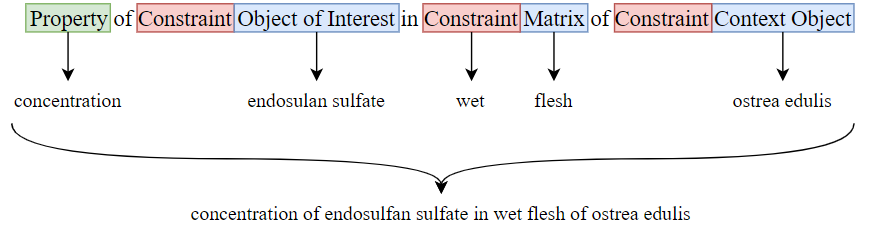 Property of Constraint Object of Interest in Constraint Matrix of Constraint Context Object
concentration endosulan sulfate wet flesh ostrea edulis
concentration of endosulfan sulfate in wet flesh of ostrea edulis